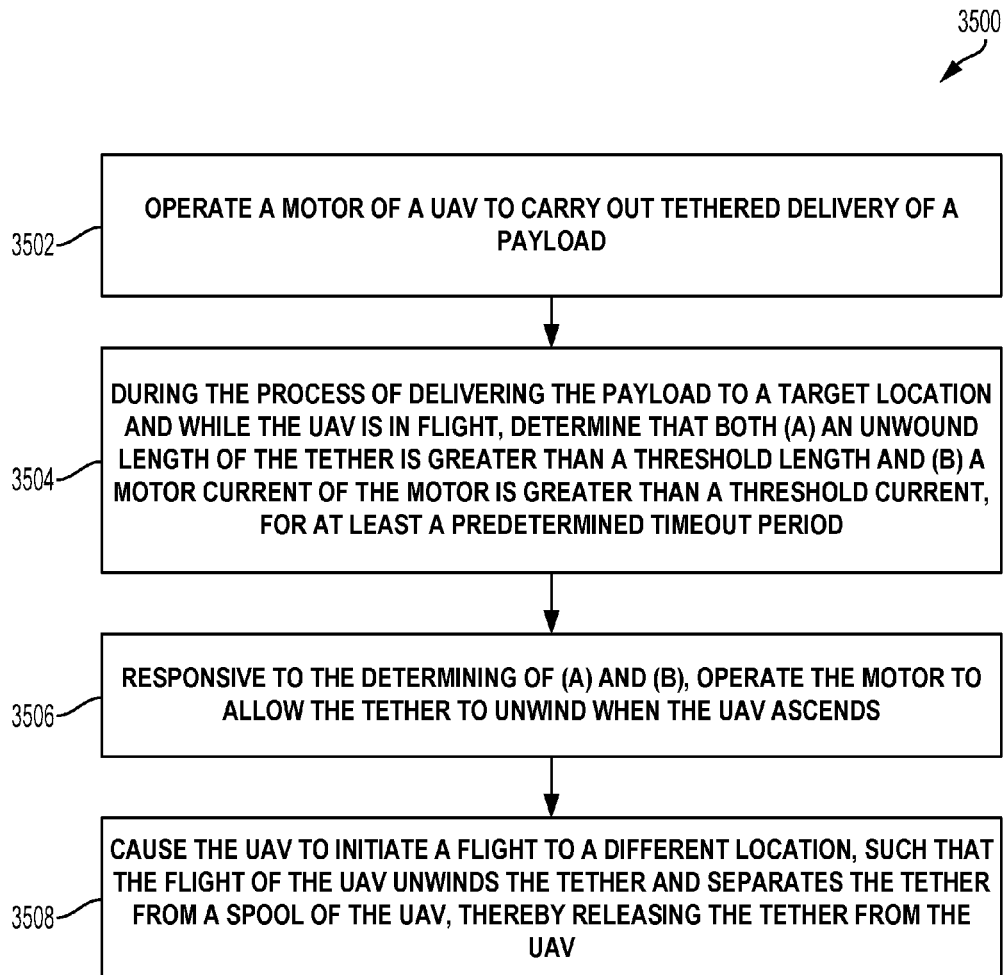 3500
3502
OPERATE A MOTOR OF A UAV TO CARRY OUT TETHERED DELIVERY OF A
PAYLOAD
3504
DURING THE PROCESS OF DELIVERING THE PAYLOAD TO A TARGET LOCATION
AND WHILE THE UAV IS IN FLIGHT, DETERMINE THAT BOTH (A) AN UNWOUND
LENGTH OF THE TETHER IS GREATER THAN A THRESHOLD LENGTH AND (B) A
MOTOR CURRENT OF THE MOTOR IS GREATER THAN A THRESHOLD CURRENT,
FOR AT LEAST A PREDETERMINED TIMEOUT PERIOD
3506
RESPONSIVE TO THE DETERMINING OF (A) AND (B), OPERATE THE MOTOR TO
ALLOW THE TETHER TO UNWIND WHEN THE UAV ASCENDS
3508
CAUSE THE UAV TO INITIATE A FLIGHT TO A DIFFERENT LOCATION, SUCH THAT
THE FLIGHT OF THE UAV UNWINDS THE TETHER AND SEPARATES THE TETHER
FROM A SPOOL OF THE UAV, THEREBY RELEASING THE TETHER FROM THE
UAV